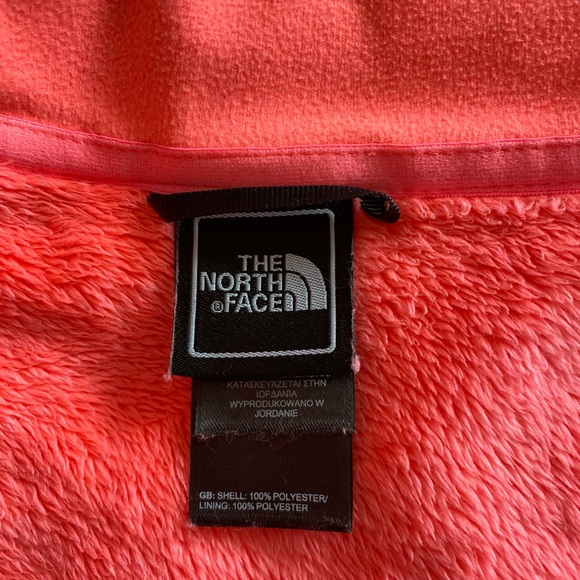 THE
NORTH
®FACE
ΚΑΤΑΣΚΕΥΑΖΕΤΑΙ ΣΤΗΝ
ΙΟΡΔΑΝΙΑ
WYPRODUKOWANO W
JORDANIE
GB: SHELL: 100% POLYESTER/
LINING: 100% POLYESTER